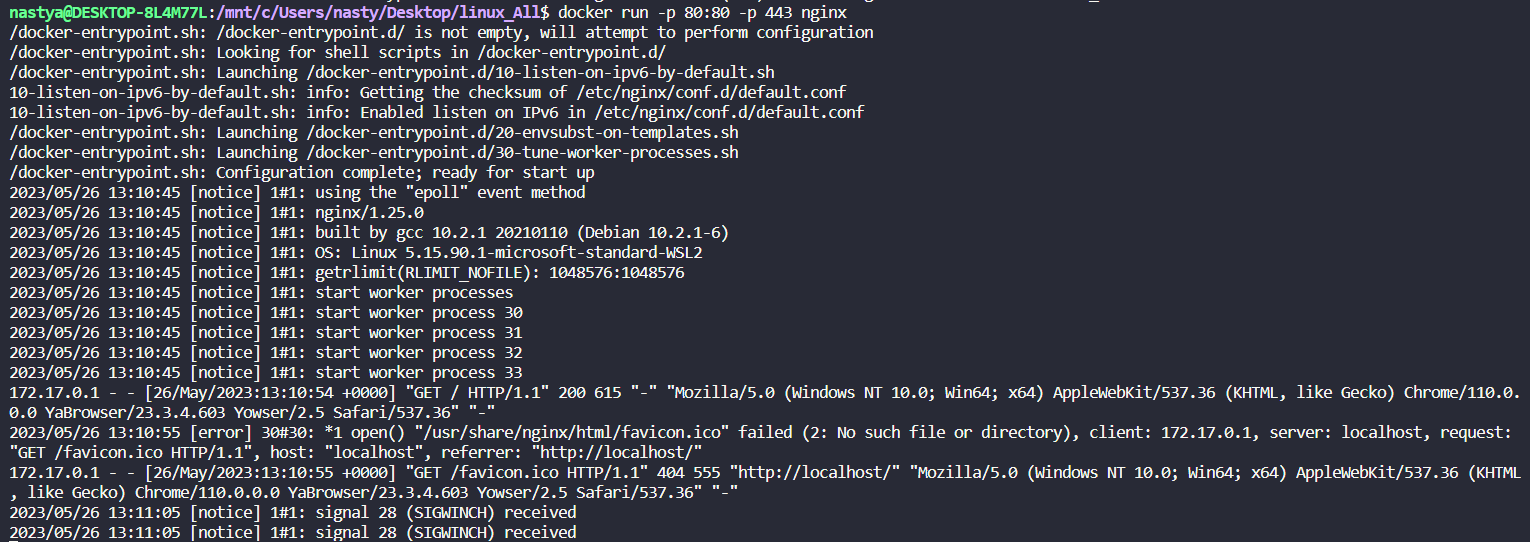 nastya@DESKTOP-8L4M77L:/mnt/c/Users/nasty/Desktop/linux_All$ docker run -p 80:80 -p 443 nginx
/docker-entrypoint.sh: /docker-entrypoint.d/ is not empty, will attempt to perform configuration
/docker-entrypoint.sh: Looking for shell scripts in /docker-entrypoint.d/
/docker-entrypoint.sh: Launching /docker-entrypoint.d/10-listen-on-ipv6-by-default.sh
10-listen-on-ipv6-by-default.sh: info: Getting the checksum of /etc/nginx/conf.d/default.conf
10-listen-on-ipv6-by-default.sh: info: Enabled listen on IPv6 in /etc/nginx/conf.d/default.conf
/docker-entrypoint.sh: Launching /docker-entrypoint.d/20-envsubst-on-templates.sh
/docker-entrypoint.sh: Launching /docker-entrypoint.d/30-tune-worker-processes.sh
/docker-entrypoint.sh: Configuration complete; ready for start up
2023/05/26 13:10:45 [notice] 1#1: using the "epoll" event method
2023/05/26 13:10:45 [notice] 1#1: nginx/1.25.0
2023/05/26 13:10:45 [notice] 1#1: built by gcc 10.2.1 20210110 (Debian 10.2.1-6)
2023/05/26 13:10:45 [notice] 1#1: OS: Linux 5.15.90.1-microsoft-standard-WSL2
2023/05/26 13:10:45 [notice] 1#1: getrlimit(RLIMIT_NOFILE): 1048576:1048576
2023/05/26 13:10:45 [notice] 1#1: start worker processes
2023/05/26 13:10:45 [notice] 1#1: start worker process 30
2023/05/26 13:10:45 [notice] 1#1: start worker process 31
2023/05/26 13:10:45 [notice] 1#1: start worker process 32
2023/05/26 13:10:45 [notice] 1#1: start worker process 33
172.17.0.1 - - [26/May/2023:13:10:54 +0000] "GET / HTTP/1.1" 200 615 "-" "Mozilla/5.0 (Windows NT 10.0; Win64; x64) AppleWebKit/537.36 (KHTML, like Gecko) Chrome/110.0.
0.0 YaBrowser/23.3.4.603 Yowser/2.5 Safari/537.36" "-"
2023/05/26 13:10:55 [error] 30#30: *1 open() "/usr/share/nginx/html/favicon.ico" failed (2: No such file or directory), client: 172.17.0.1, server: localhost, request:
"GET /favicon.ico HTTP/1.1", host: "localhost", referrer: "http://localhost/"
172.17.0.1 - - [26/May/2023:13:10:55 +0000] "GET /favicon.ico HTTP/1.1" 404 555 "http://localhost/" "Mozilla/5.0 (Windows NT 10.0; Win64; x64) AppleWebKit/537.36 (KHTML
, like Gecko) Chrome/110.0.0.0 YaBrowser/23.3.4.603 Yowser/2.5 Safari/537.36" "-"
2023/05/26 13:11:05 [notice] 1#1: signal 28 (SIGWINCH) received
2023/05/26 13:11:05 [notice] 1#1: signal 28 (SIGWINCH) received